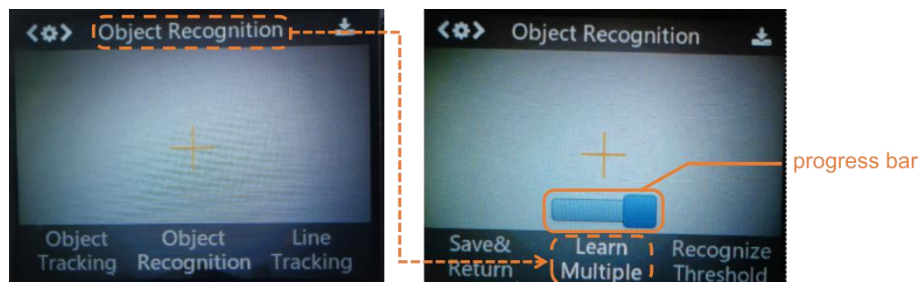 Object Recognition
Object Recognition
progress bar
Object
Tracking
Object
Recognition
Line
Tracking
Save&
Return
Learn
Multiple
Recognize
Threshold